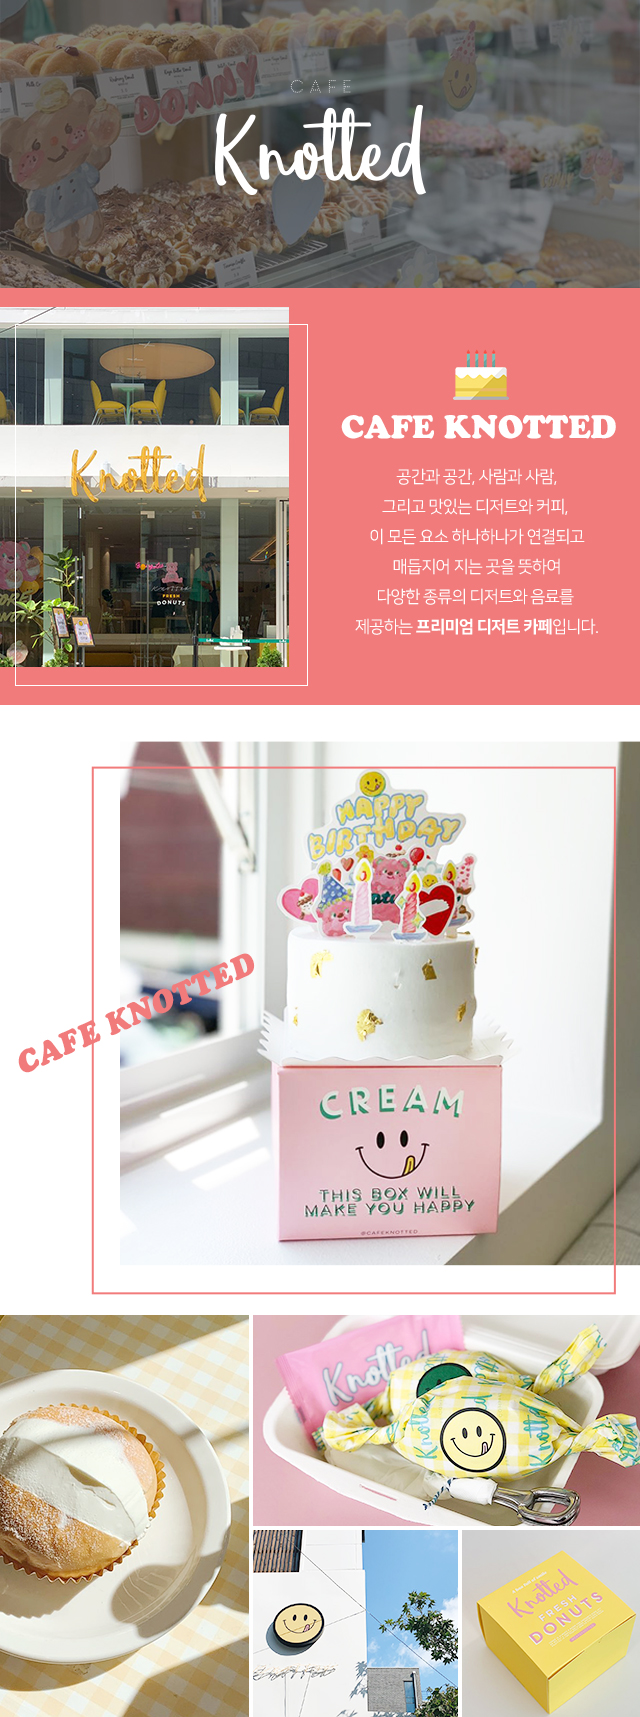 DONNY
CAFE
Knotted
Knotted
FRESH
DONUTS
CAFE KNOTTED
공간과 공간, 사람과 사람,
그리고 맛있는 디저트와 커피,
이 모든 요소 하나하나가 연결되고
매듭지어 지는 곳을 뜻하여
다양한 종류의 디저트와 음료를
제공하는 프리미엄 디저트 카페입니다.
HAPPY
BIRTHDAY
CAFE KNOTTED
CREAM
THIS BOX WILL
MAKE YOU HAPPY
@CAFEKNOTTED
Knotted
Knotted
Knotted
Knotted
FRESH
DONUTS